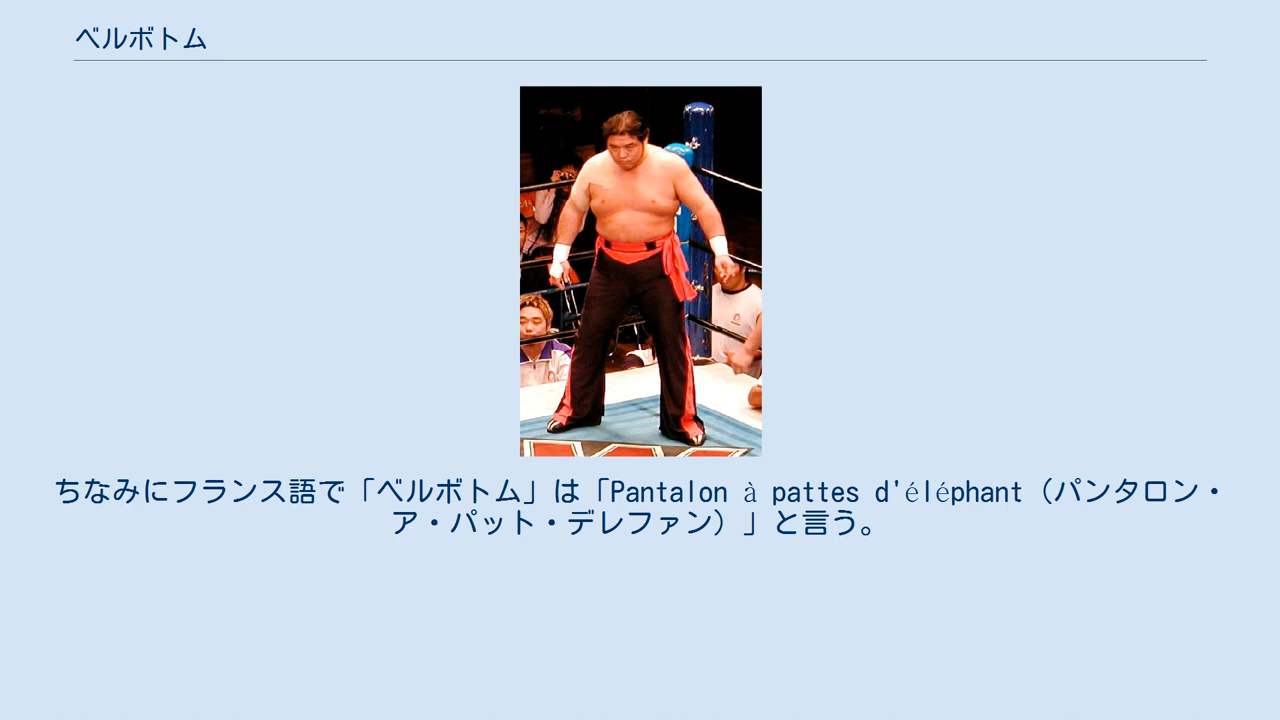 ベルボトム
ちなみにフランス語で「ベルボトム」は「Pantalon à pattes d'éléphant（パンタロン・
ア・パット・デレファン）」と言う。